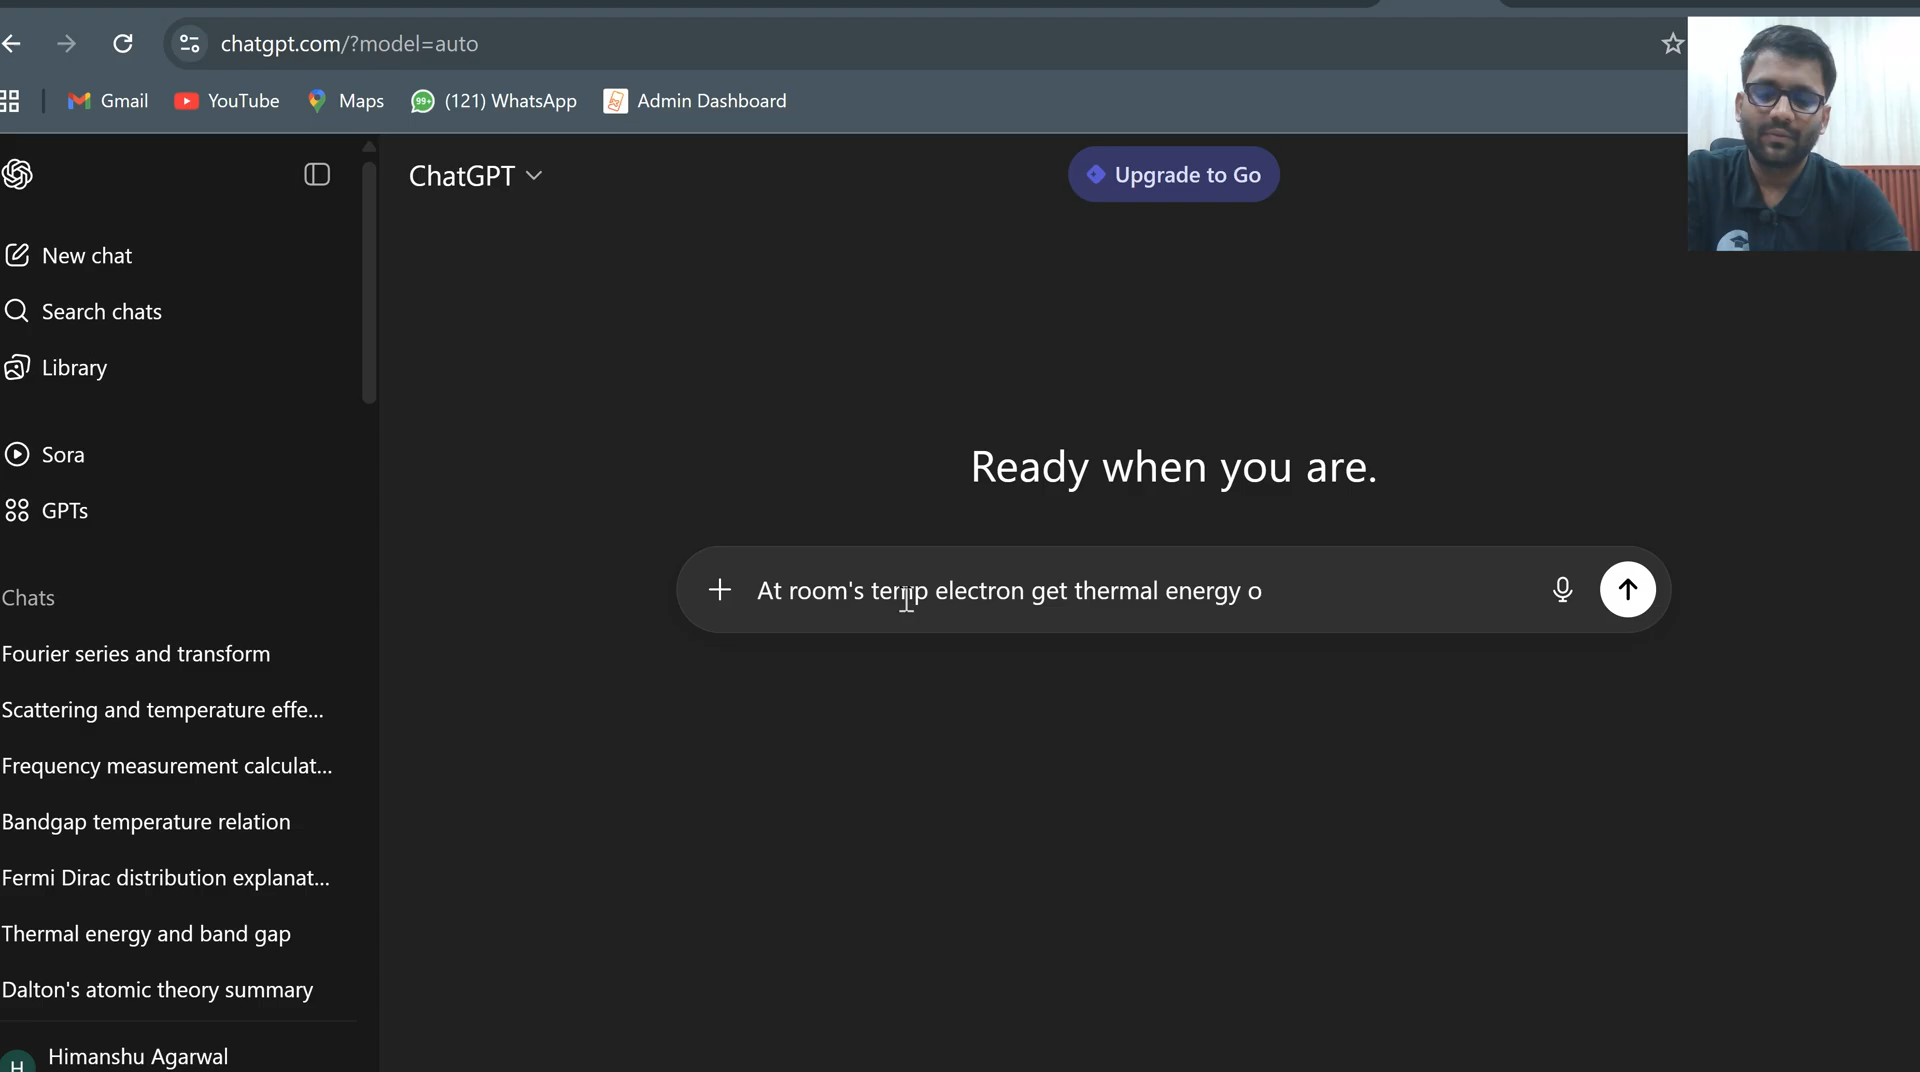 chatgpt.com/?model=auto
Gmail
YouTube
Maps
99+
(121) WhatsApp
Admin Dashboard
ChatGPT
Upgrade to Go
New chat
Search chats
Library
Sora
GPTs
Chats
Fourier series and transform
Scattering and temperature effe...
Frequency measurement calculat...
Bandgap temperature relation
Fermi Dirac distribution explanat...
Thermal energy and band gap
Dalton's atomic theory summary
H
Himanshu Agarwal
Ready when you are.
At room's temp electron get thermal energy o